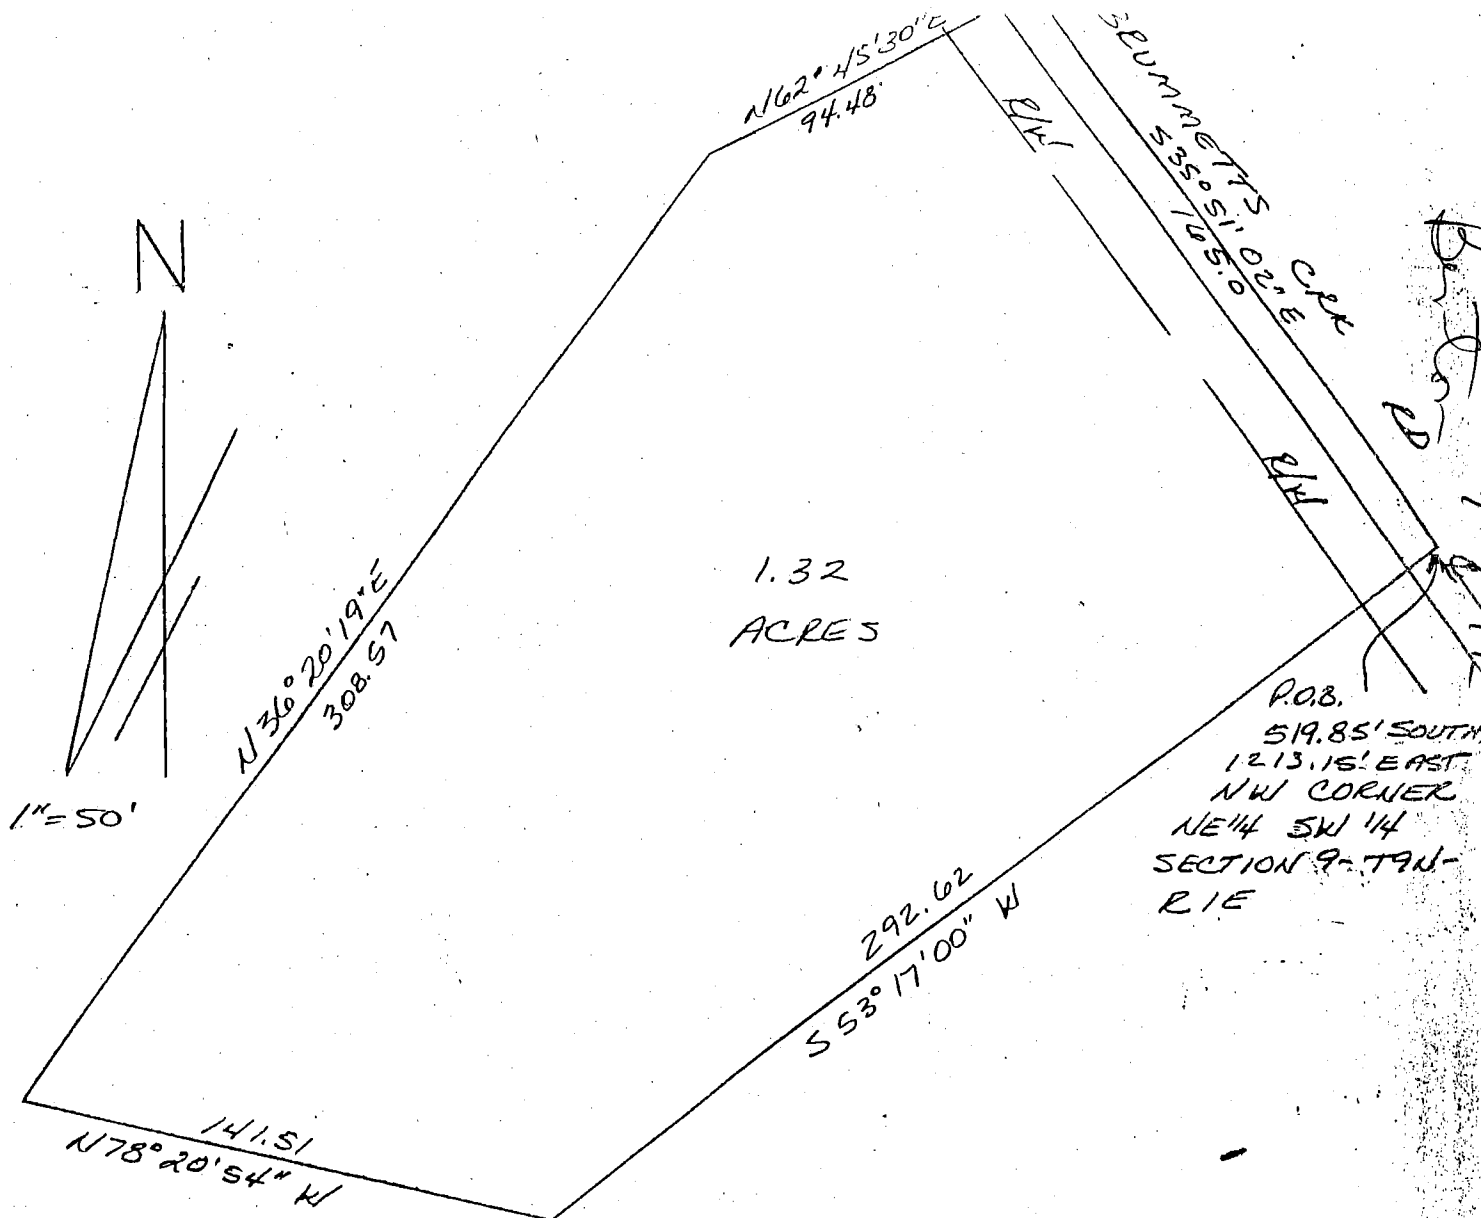 N62°45'30"E
94.48
R/W
BRUMMETTS CRK RD
S35°51'02"E
165.0
N
1"=50'
N36°20'19"E
308.57
1.32
ACRES
R/W
P.O.B.
519.85' SOUTH
1213.15' EAST
NW CORNER
NE 1/4 SW 1/4
SECTION 9-T9N-
R1E
292.62
S53°17'00"W
141.51
N78°20'54"W